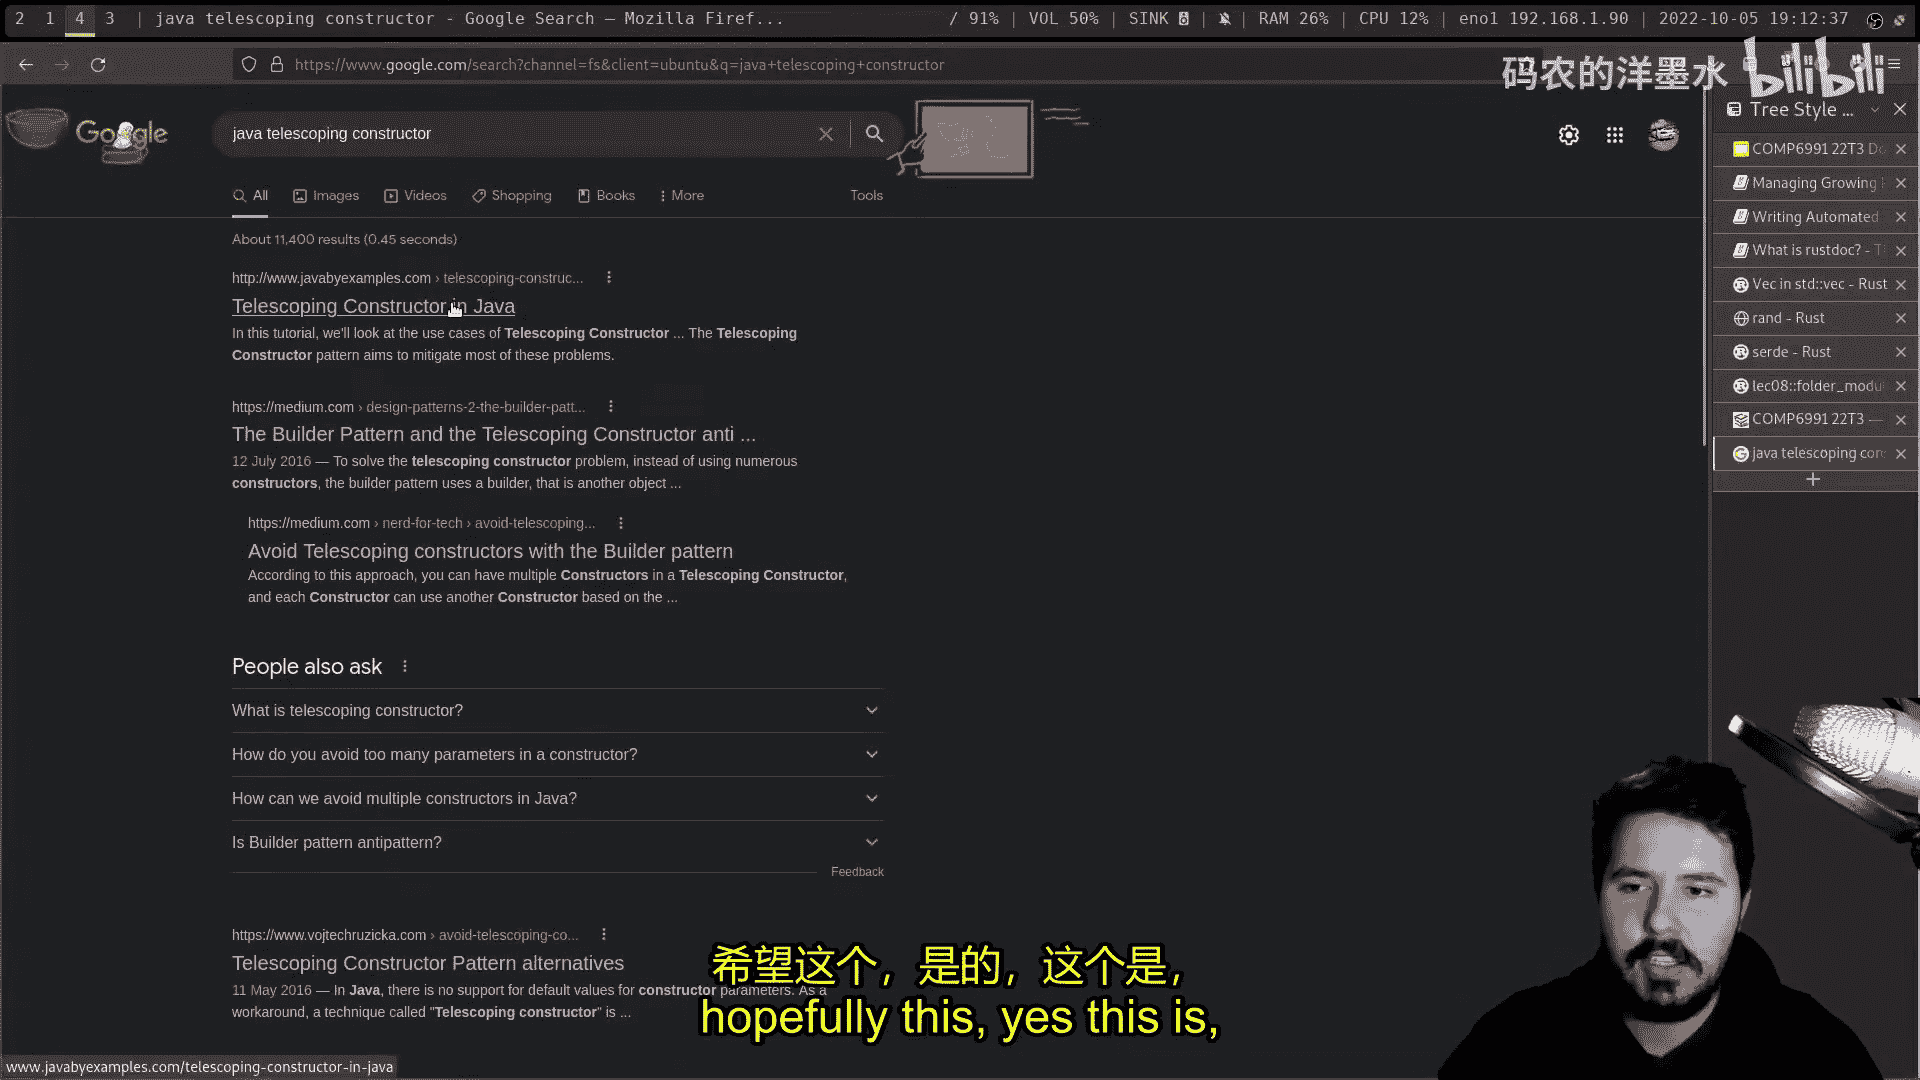 2 1 4 3 | java telescoping constructor - Google Search — Mozilla Firef...
/ 91% | VOL 50% | SINK | RAM 26% | CPU 12% | eno1 192.168.1.90 | 2022-10-05 19:12:37
https://www.google.com/search?channel=fs&client=ubuntu&q=java+telescoping+constructor
码农的洋墨水 bilibili
Tree Style ...
Google
java telescoping constructor
All Images Videos Shopping Books More Tools
About 11,400 results (0.45 seconds)
http://www.javabyexamples.com › telescoping-construc...
Telescoping Constructor in Java
In this tutorial, we'll look at the use cases of Telescoping Constructor ... The Telescoping
Constructor pattern aims to mitigate most of these problems.
https://medium.com › design-patterns-2-the-builder-patt...
The Builder Pattern and the Telescoping Constructor anti ...
12 July 2016 — To solve the telescoping constructor problem, instead of using numerous
constructors, the builder pattern uses a builder, that is another object ...
https://medium.com › nerd-for-tech › avoid-telescoping...
Avoid Telescoping constructors with the Builder pattern
According to this approach, you can have multiple Constructors in a Telescoping Constructor,
and each Constructor can use another Constructor based on the ...
People also ask
What is telescoping constructor?
How do you avoid too many parameters in a constructor?
How can we avoid multiple constructors in Java?
Is Builder pattern antipattern?
Feedback
https://www.vojtechruzicka.com › avoid-telescoping-co...
Telescoping Constructor Pattern alternatives
11 May 2016 — In Java, there is no support for default values for constructor parameters. As a
workaround, a technique called "Telescoping constructor" is ...
COMP6991 22T3 Do
Managing Growing
Writing Automated
What is rustdoc? - T
Vec in std::vec - Rust
rand - Rust
serde - Rust
lec08::folder_modu
COMP6991 22T3 —
java telescoping con
希望这个，是的，这个是，
hopefully this, yes this is,
www.javabyexamples.com/telescoping-constructor-in-java